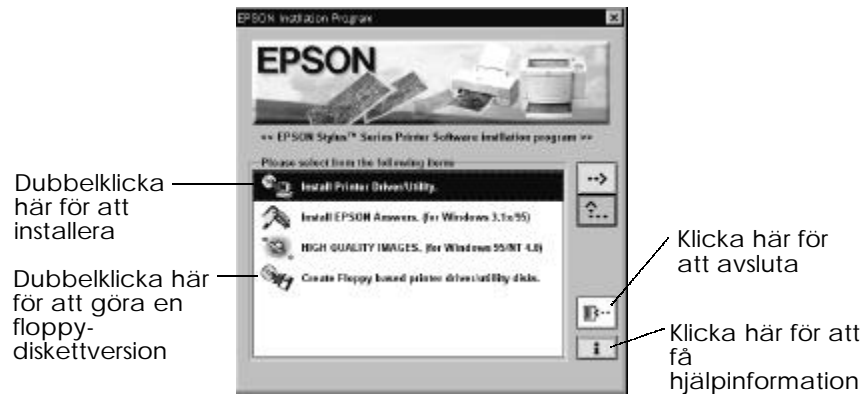 EPSON Instllation Program
EPSON
<< EPSON Stylus™ Series Printer Software instllation program >>
Please select from the following items
Install Printer Driver/Utility.
Install EPSON Answers. (for Windows 3.1x/95)
HIGH QUALITY IMAGES. (for Windows 95/NT 4.0)
Create Floppy based printer driver/utility disks.
Dubbelklicka
här för att
installera
Dubbelklicka här
för att göra en
floppy-
diskettversion
Klicka här för
att avsluta
Klicka här för att
få
hjälpinformation